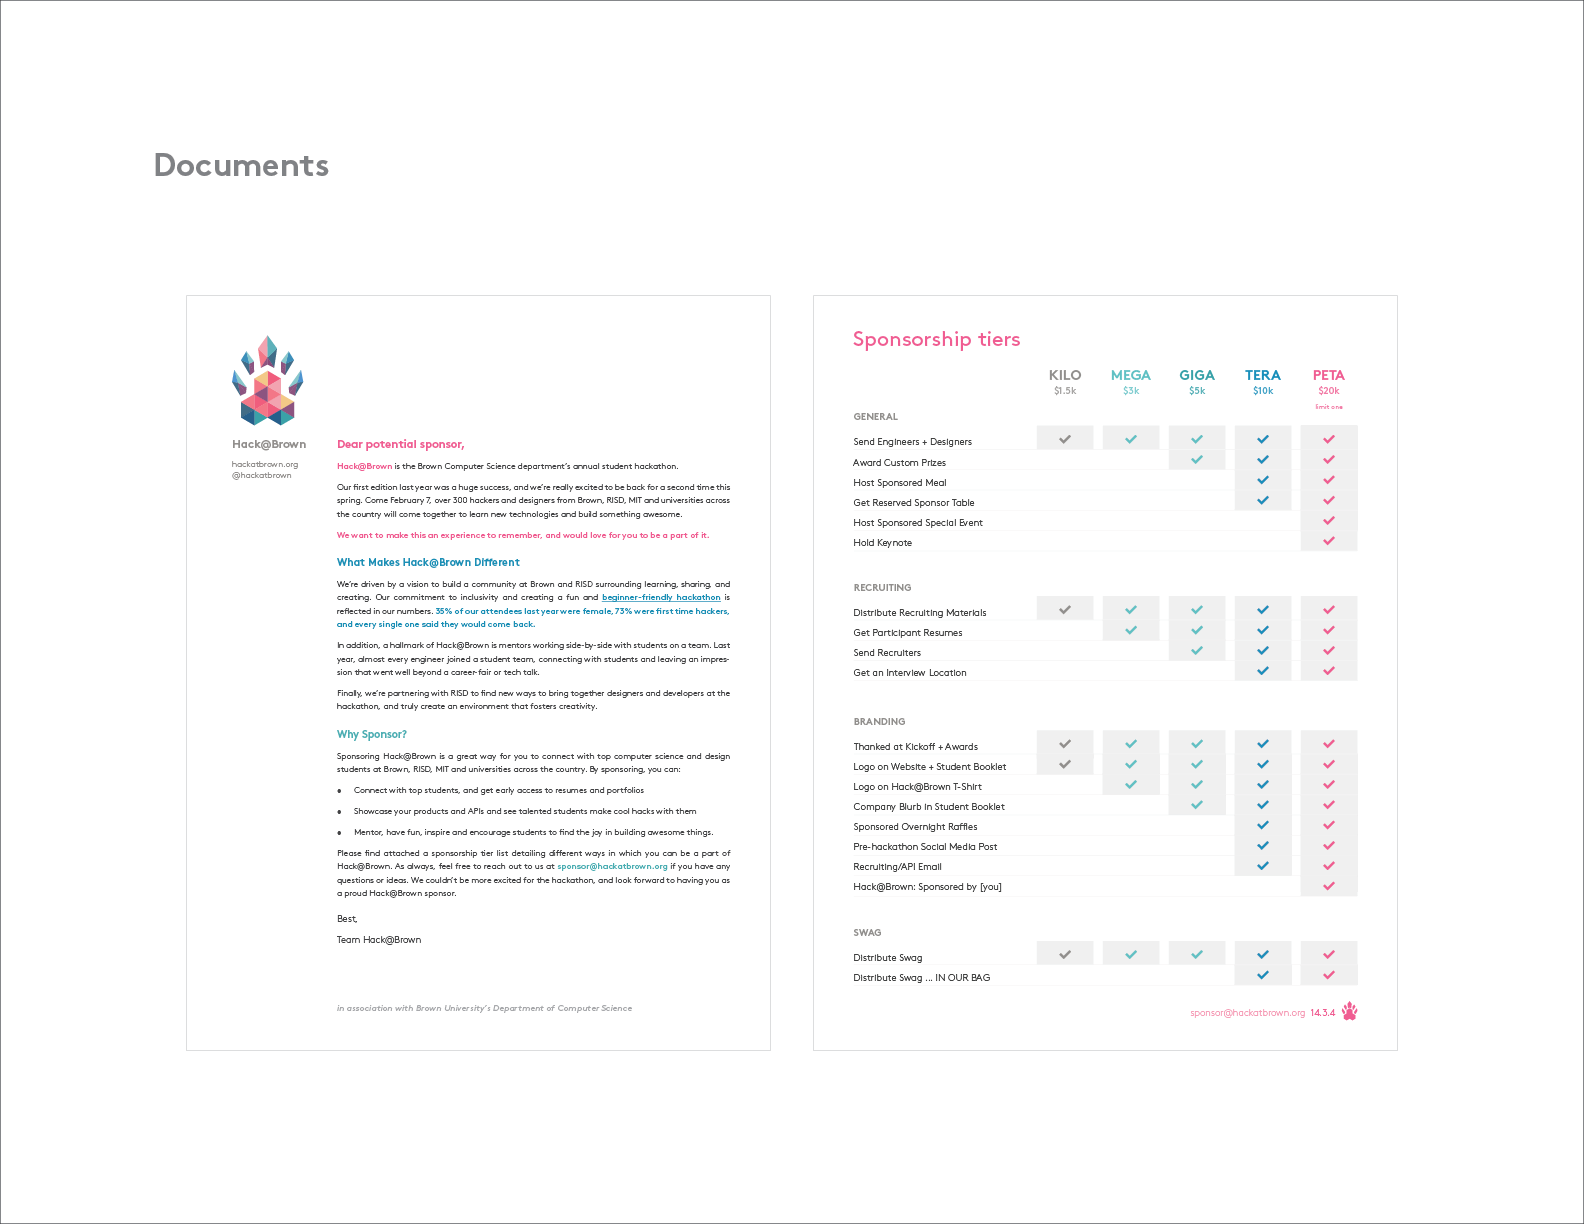 Documents
Hack@Brown
hackatbrown.org
@hackatbrown
Dear potential sponsor,
Hack@Brown is the Brown Computer Science department's annual student hackathon.
Our first edition last year was a huge success, and we're really excited to be back for a second time this
spring. Come February 7, over 300 hackers and designers from Brown, RISD, MIT and universities across
the country will come together to learn new technologies and build something awesome.
We want to make this an experience to remember, and would love for you to be a part of it.
What Makes Hack@Brown Different
We're driven by a vision to build a community at Brown and RISD surrounding learning, sharing, and
creating. Our commitment to inclusivity and creating a fun and beginner-friendly hackathon is
reflected in our numbers. 35% of our attendees last year were female, 73% were first time hackers,
and every single one said they would come back.
In addition, a hallmark of Hack@Brown is mentors working side-by-side with students on a team. Last
year, almost every engineer joined a student team, connecting with students and leaving an impres-
sion that went well beyond a career-fair or tech talk.
Finally, we're partnering with RISD to find new ways to bring together designers and developers at the
hackathon, and truly create an environment that fosters creativity.
Why Sponsor?
Sponsoring Hack@Brown is a great way for you to connect with top computer science and design
students at Brown, RISD, MIT and universities across the country. By sponsoring, you can:
• Connect with top students, and get early access to resumes and portfolios
• Showcase your products and APIs and see talented students make cool hacks with them
• Mentor, have fun, inspire and encourage students to find the joy in building awesome things.
Please find attached a sponsorship tier list detailing different ways in which you can be a part of
Hack@Brown. As always, feel free to reach out to us at sponsor@hackatbrown.org if you have any
questions or ideas. We couldn't be more excited for the hackathon, and look forward to having you as
a proud Hack@Brown sponsor.
Best,
Team Hack@Brown
in association with Brown University's Department of Computer Science
Sponsorship tiers
KILO MEGA GIGA TERA PETA
$1.5k $3k $5k $10k $20k
limit one
GENERAL
Send Engineers + Designers
Award Custom Prizes
Host Sponsored Meal
Get Reserved Sponsor Table
Host Sponsored Special Event
Hold Keynote
RECRUITING
Distribute Recruiting Materials
Get Participant Resumes
Send Recruiters
Get an Interview Location
BRANDING
Thanked at Kickoff + Awards
Logo on Website + Student Booklet
Logo on Hack@Brown T-Shirt
Company Blurb in Student Booklet
Sponsored Overnight Raffles
Pre-hackathon Social Media Post
Recruiting/API Email
Hack@Brown: Sponsored by [you]
SWAG
Distribute Swag
Distribute Swag ... IN OUR BAG
sponsor@hackatbrown.org 14.3.4